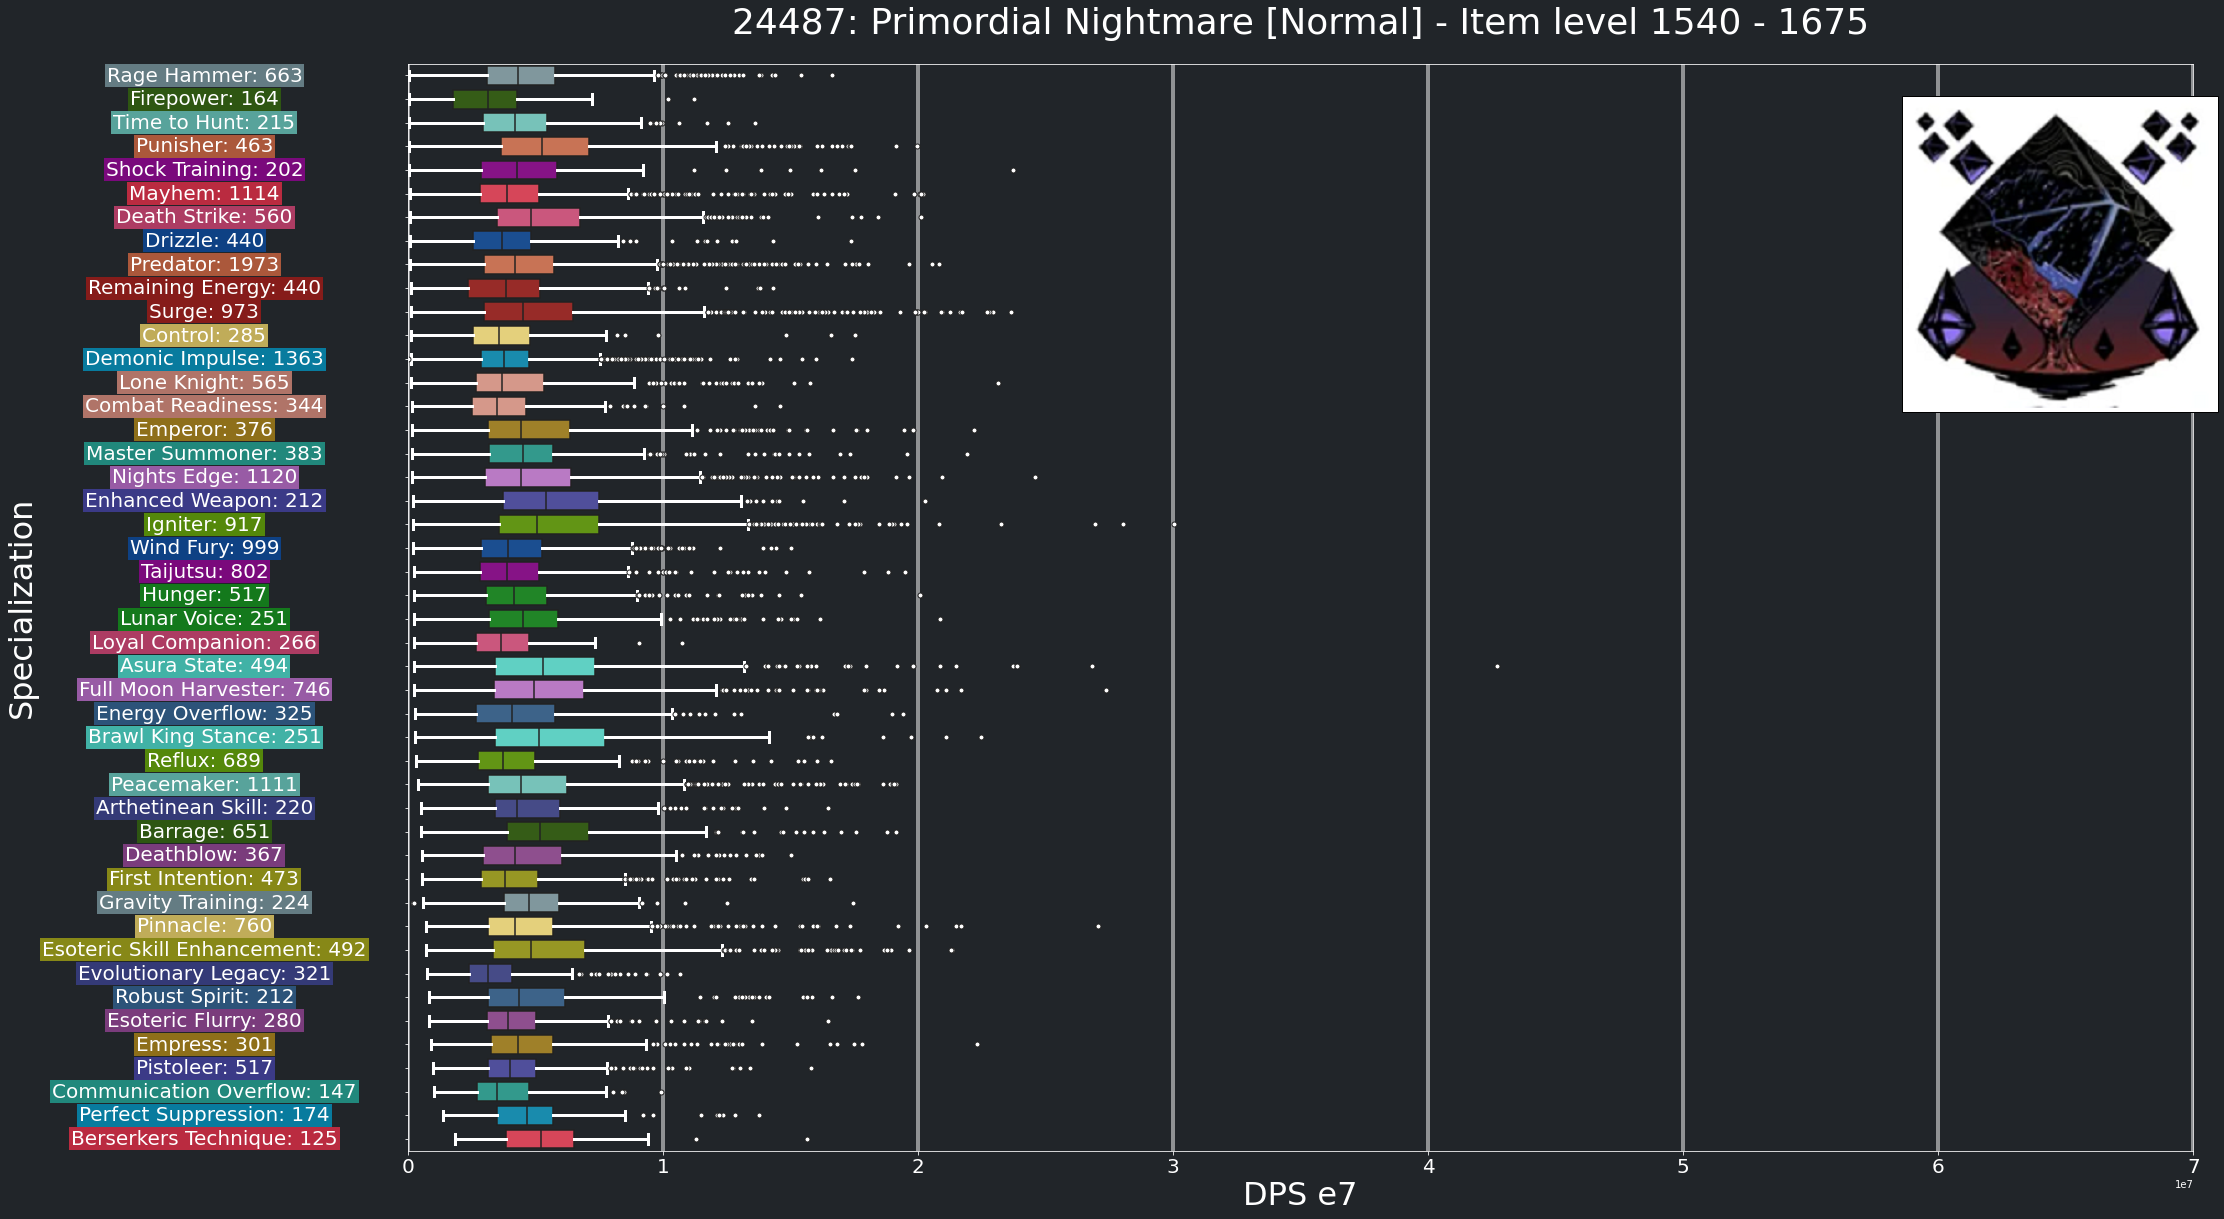 24487: Primordial Nightmare [Normal] - Item level 1540 - 1675
Specialization
Rage Hammer: 663
Firepower: 164
Time to Hunt: 215
Punisher: 463
Shock Training: 202
Mayhem: 1114
Death Strike: 560
Drizzle: 440
Predator: 1973
Remaining Energy: 440
Surge: 973
Control: 285
Demonic Impulse: 1363
Lone Knight: 565
Combat Readiness: 344
Emperor: 376
Master Summoner: 383
Nights Edge: 1120
Enhanced Weapon: 212
Igniter: 917
Wind Fury: 999
Taijutsu: 802
Hunger: 517
Lunar Voice: 251
Loyal Companion: 266
Asura State: 494
Full Moon Harvester: 746
Energy Overflow: 325
Brawl King Stance: 251
Reflux: 689
Peacemaker: 1111
Arthetinean Skill: 220
Barrage: 651
Deathblow: 367
First Intention: 473
Gravity Training: 224
Pinnacle: 760
Esoteric Skill Enhancement: 492
Evolutionary Legacy: 321
Robust Spirit: 212
Esoteric Flurry: 280
Empress: 301
Pistoleer: 517
Communication Overflow: 147
Perfect Suppression: 174
Berserkers Technique: 125
0 1 2 3 4 5 6 7
1e7
DPS e7